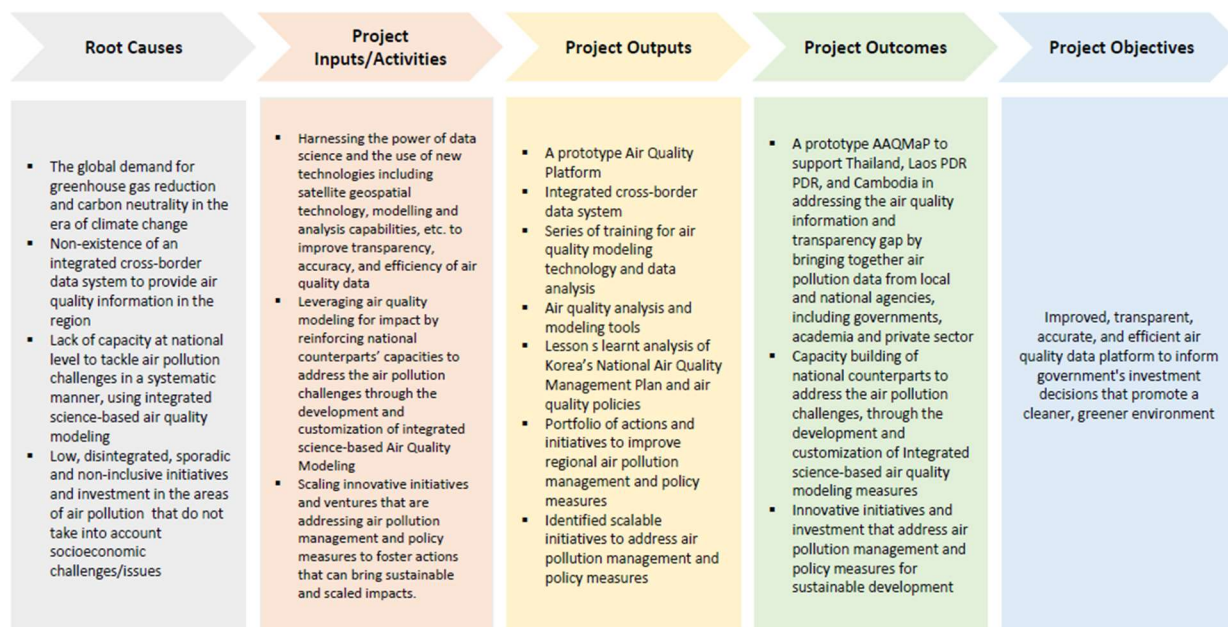 Root Causes
Project
Inputs/Activities
Project Outputs
Project Outcomes
Project Objectives
▪ The global demand for
greenhouse gas reduction
and carbon neutrality in the
era of climate change
▪ Non-existence of an
integrated cross-border
data system to provide air
quality information in the
region
▪ Lack of capacity at national
level to tackle air pollution
challenges in a systematic
manner, using integrated
science-based air quality
modeling
▪ Low, disintegrated, sporadic
and non-inclusive initiatives
and investment in the areas
of air pollution that do not
take into account
socioeconomic
challenges/issues
▪ Harnessing the power of data
science and the use of new
technologies including
satellite geospatial
technology, modelling and
analysis capabilities, etc. to
improve transparency,
accuracy, and efficiency of air
quality data
▪ Leveraging air quality
modeling for impact by
reinforcing national
counterparts' capacities to
address the air pollution
challenges through the
development and
customization of integrated
science-based Air Quality
Modeling
▪ Scaling innovative initiatives
and ventures that are
addressing air pollution
management and policy
measures to foster actions
that can bring sustainable
and scaled impacts.
▪ A prototype Air Quality
Platform
▪ Integrated cross-border
data system
▪ Series of training for air
quality modeling
technology and data
analysis
▪ Air quality analysis and
modeling tools
▪ Lesson s learnt analysis of
Korea's National Air Quality
Management Plan and air
quality policies
▪ Portfolio of actions and
initiatives to improve
regional air pollution
management and policy
measures
▪ Identified scalable
initiatives to address air
pollution management and
policy measures
▪ A prototype AAQMaP to
support Thailand, Laos PDR
PDR, and Cambodia in
addressing the air quality
information and
transparency gap by
bringing together air
pollution data from local
and national agencies,
including governments,
academia and private sector
▪ Capacity building of
national counterparts to
address the air pollution
challenges, through the
development and
customization of Integrated
science-based air quality
modeling measures
▪ Innovative initiatives and
investment that address air
pollution management and
policy measures for
sustainable development
Improved, transparent,
accurate, and efficient air
quality data platform to inform
government's investment
decisions that promote a
cleaner, greener environment